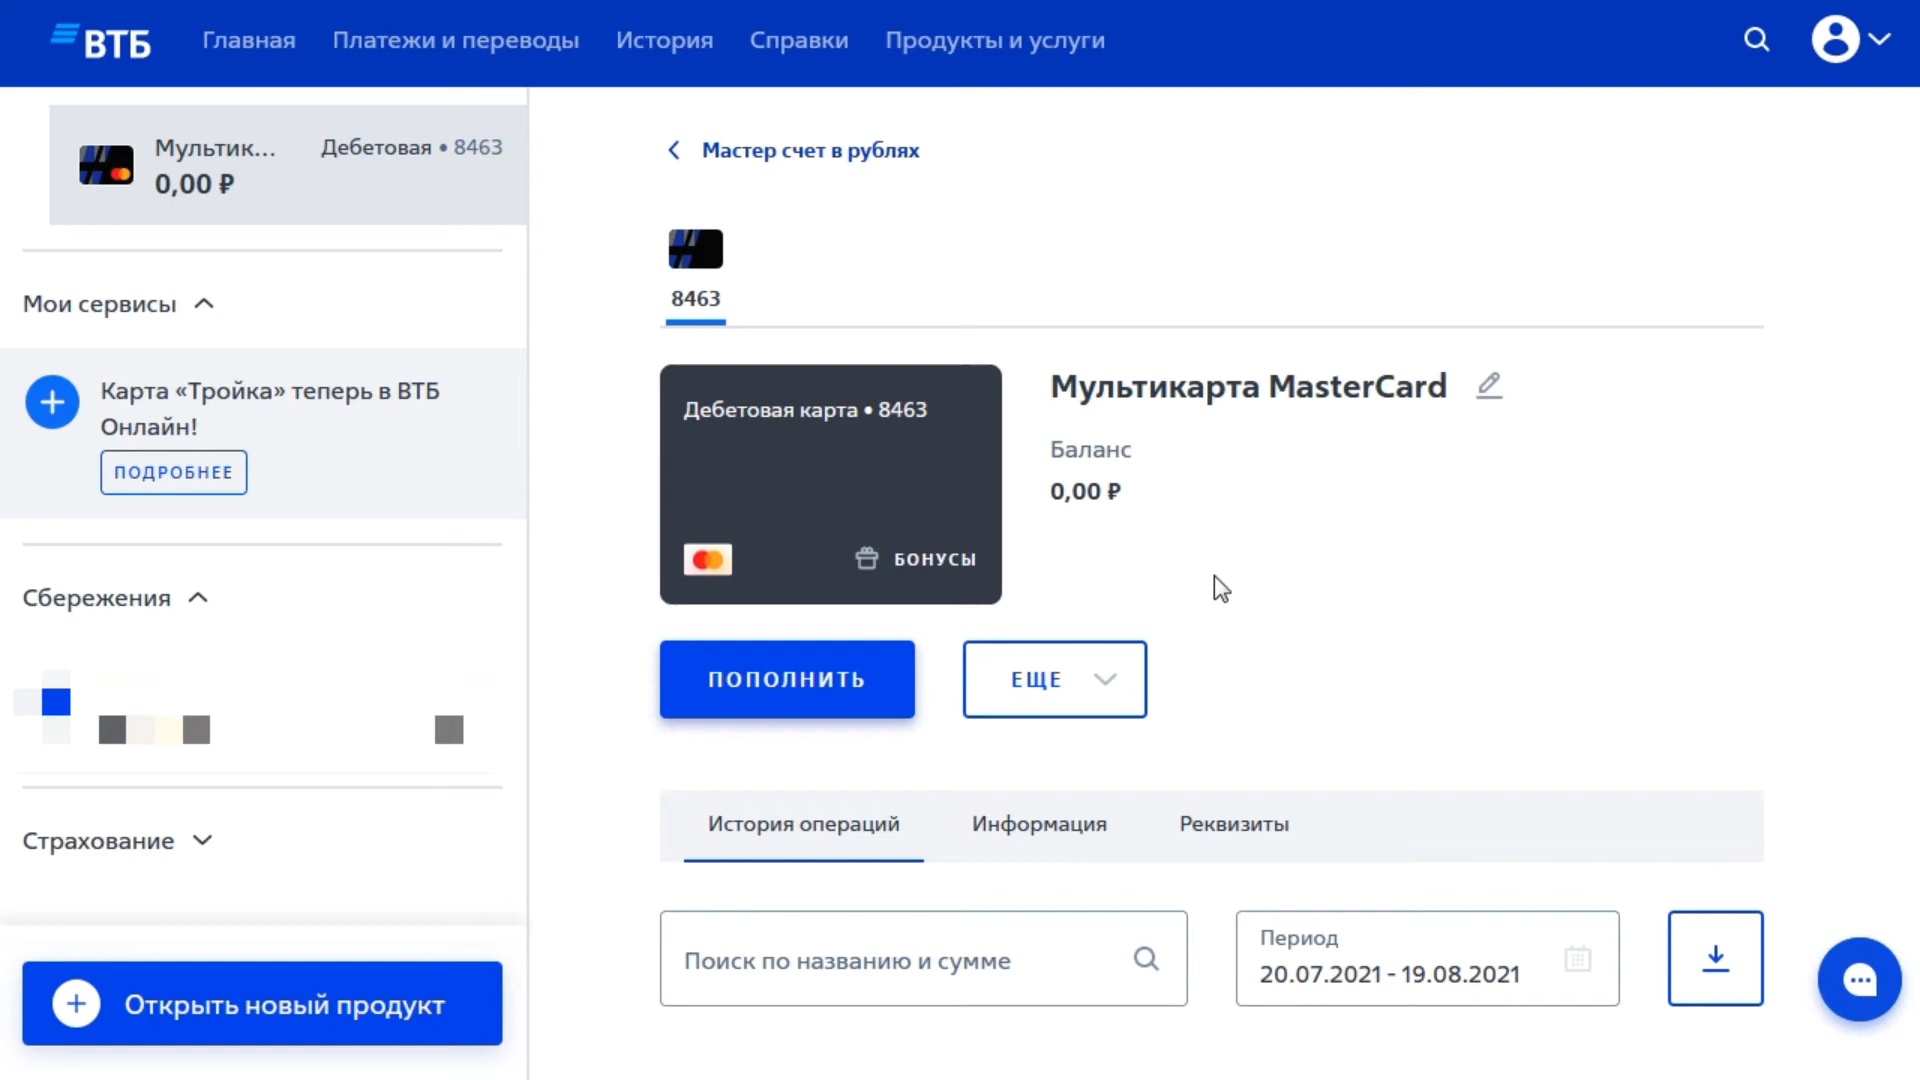 ВТБ
Главная
Платежи и переводы
История
Справки
Продукты и услуги
Мультик...
Дебетовая • 8463
0,00 ₽
Мои сервисы
Карта «Тройка» теперь в ВТБ
Онлайн!
ПОДРОБНЕЕ
Сбережения
Страхование
Открыть новый продукт
Мастер счет в рублях
8463
Дебетовая карта • 8463
БОНУСЫ
Мультикарта MasterCard
Баланс
0,00 ₽
ПОПОЛНИТЬ
ЕЩЕ
История операций
Информация
Реквизиты
Поиск по названию и сумме
Период
20.07.2021 - 19.08.2021